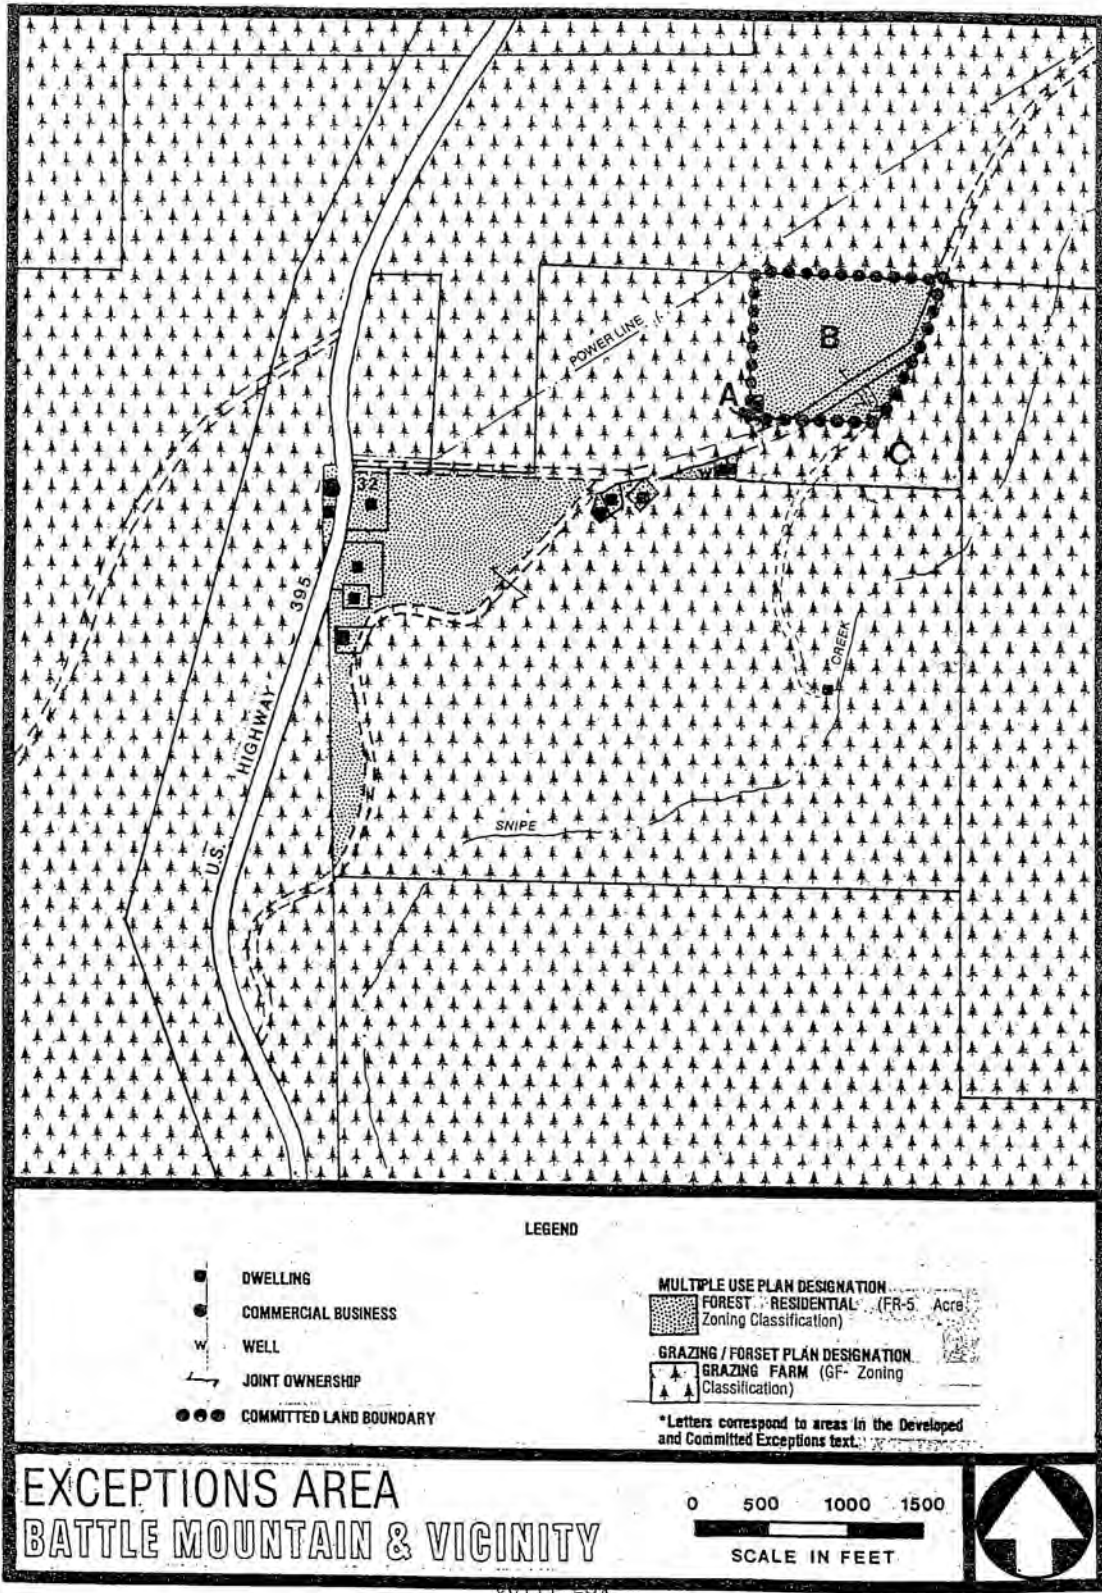 POWER LINE
B
A
C
W
32
395
HIGHWAY
U.S.
CREEK
SNIPE
LEGEND
DWELLING
COMMERCIAL BUSINESS
W WELL
JOINT OWNERSHIP
COMMITTED LAND BOUNDARY
MULTIPLE USE PLAN DESIGNATION
FOREST RESIDENTIAL (FR-5 Acre
Zoning Classification)
GRAZING / FORSET PLAN DESIGNATION
GRAZING FARM (GF- Zoning
Classification)
*Letters correspond to areas in the Developed
and Committed Exceptions text.
EXCEPTIONS AREA
BATTLE MOUNTAIN & VICINITY
0 500 1000 1500
SCALE IN FEET